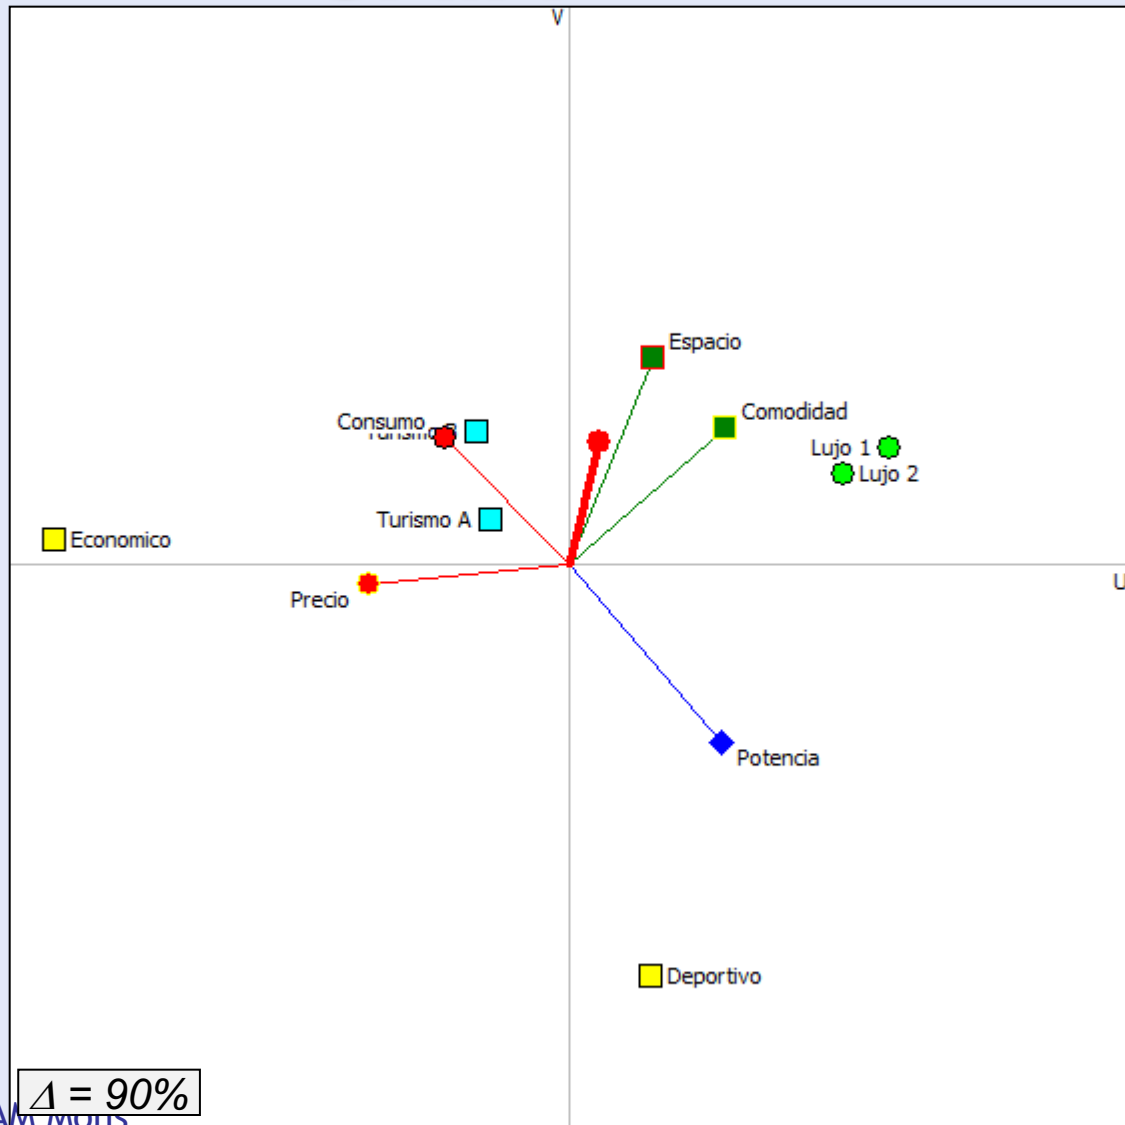 V
Espacio
Comodidad
Consumo
Lujo 1
Lujo 2
Turismo A
Economico
U
Precio
Potencia
Deportivo
Δ = 90%